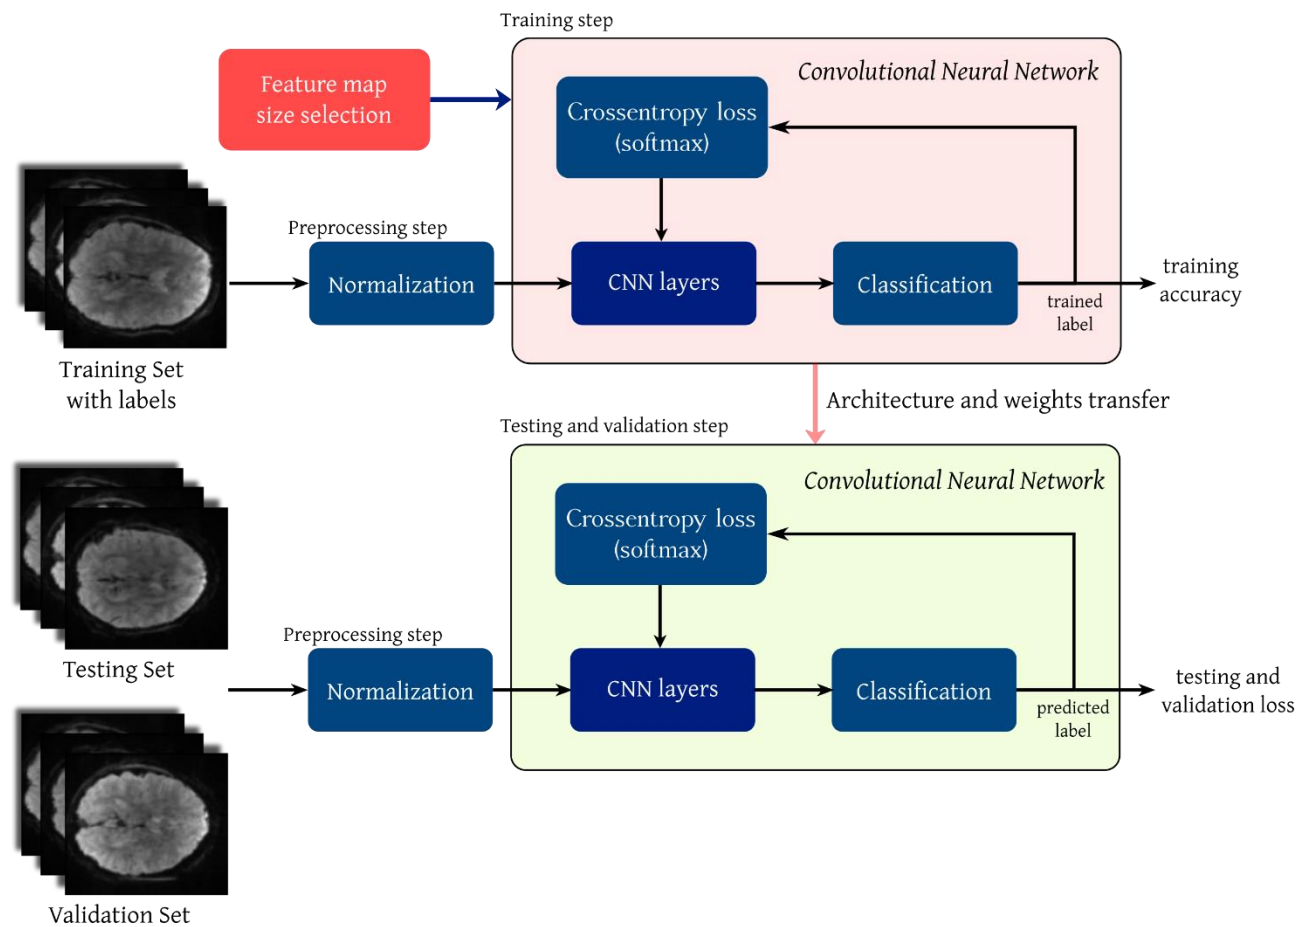 Training step
Convolutional Neural Network
Feature map
size selection
Crossentropy loss
(softmax)
Preprocessing step
Normalization
CNN layers
Classification
trained
label
training
accuracy
Training Set
with labels
Architecture and weights transfer
Testing and validation step
Convolutional Neural Network
Crossentropy loss
(softmax)
Testing Set
Preprocessing step
Normalization
CNN layers
Classification
predicted
label
testing and
validation loss
Validation Set